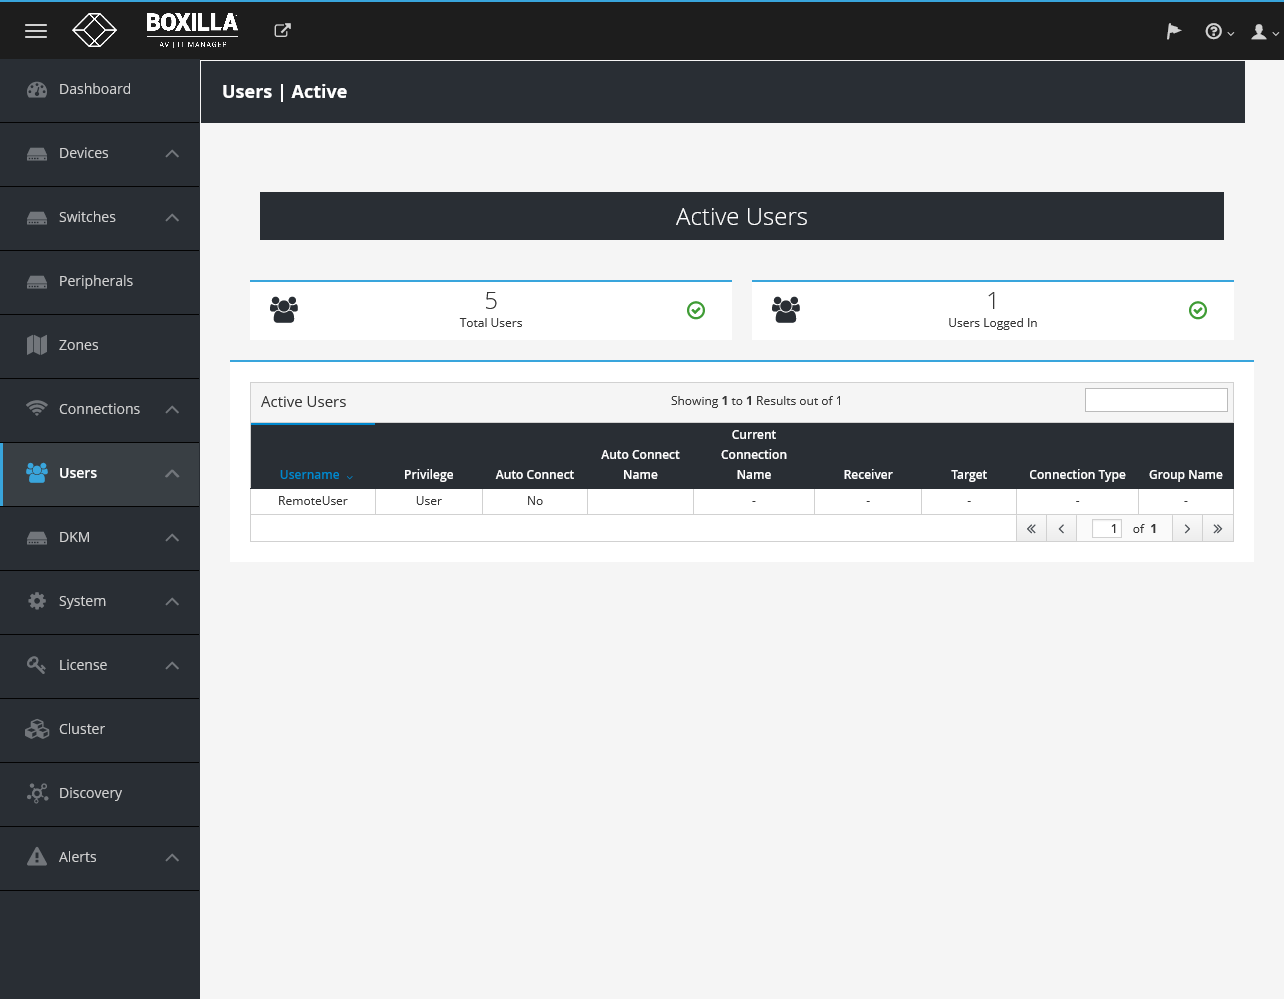 BOXILLA
AV | IT MANAGER
Dashboard
Devices
Switches
Peripherals
Zones
Connections
Users
DKM
System
License
Cluster
Discovery
Alerts
Users | Active
Active Users
5
Total Users
1
Users Logged In
Active Users
Showing 1 to 1 Results out of 1
Username
Privilege
Auto Connect
Auto Connect
Name
Current
Connection
Name
Receiver
Target
Connection Type
Group Name
RemoteUser User No - - - - -
« ‹ 1 of 1 › »